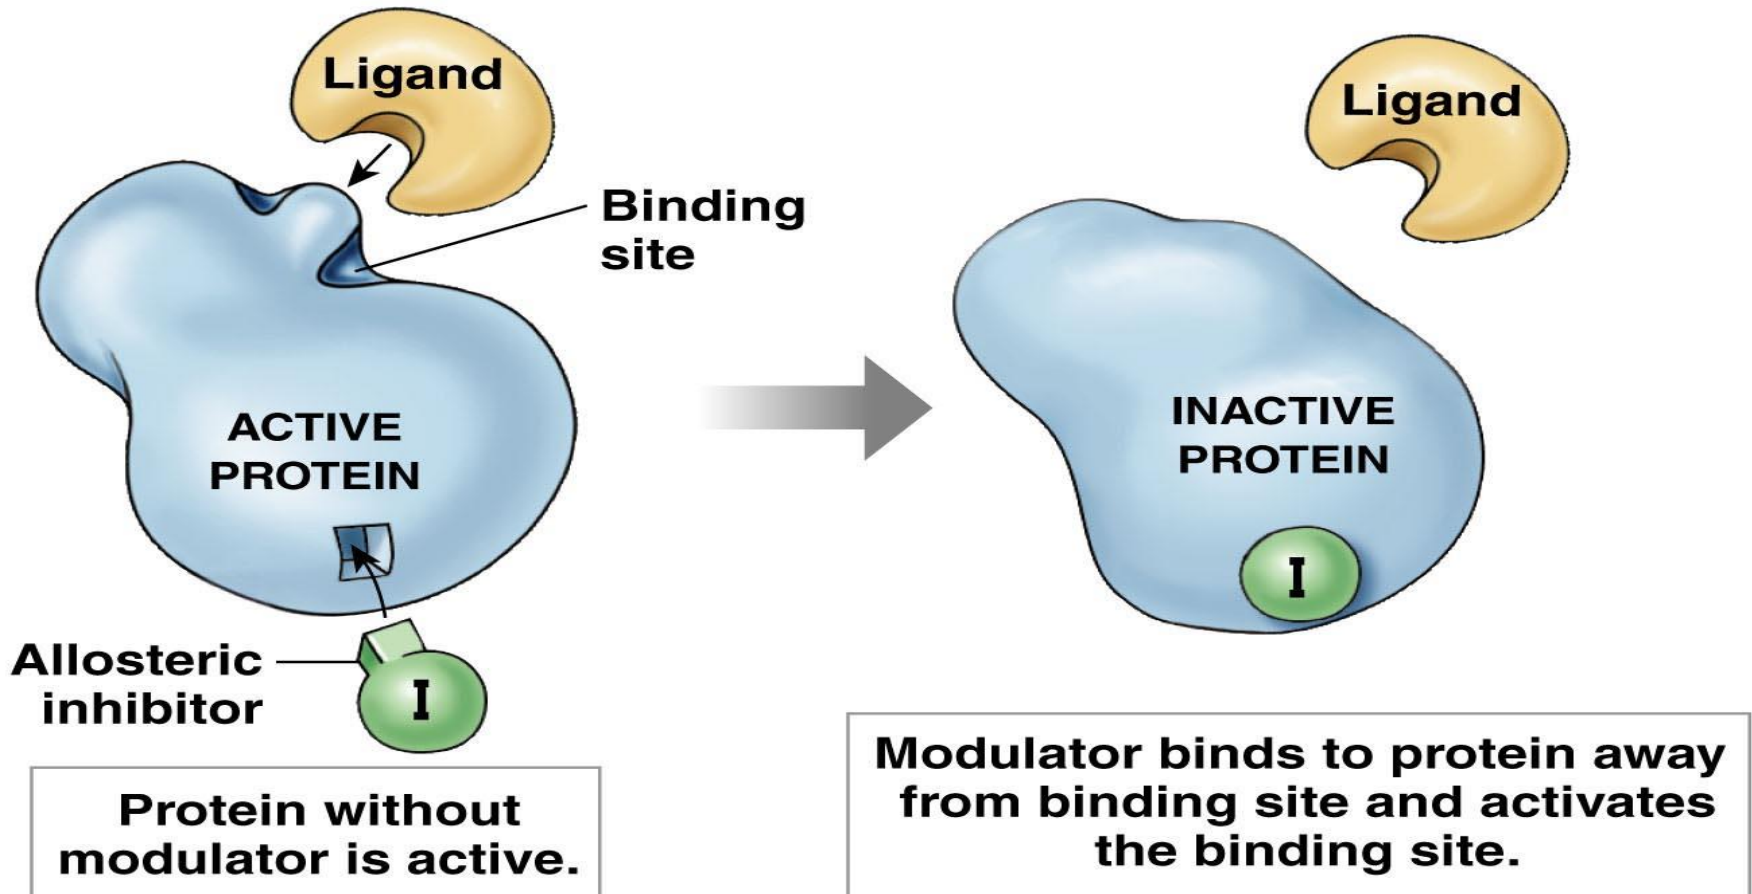 Ligand
Binding
site
ACTIVE
PROTEIN
Allosteric
inhibitor
I
Protein without
modulator is active.
Ligand
INACTIVE
PROTEIN
I
Modulator binds to protein away
from binding site and activates
the binding site.